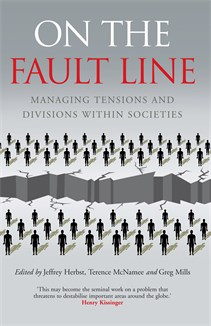 ON THE
FAULT LINE
MANAGING TENSIONS AND
DIVISIONS WITHIN SOCIETIES
Edited by Jeffrey Herbst, Terence McNamee and Greg Mills
'This may become the seminal work on a problem that
threatens to destabilise important areas around the globe.'
Henry Kissinger